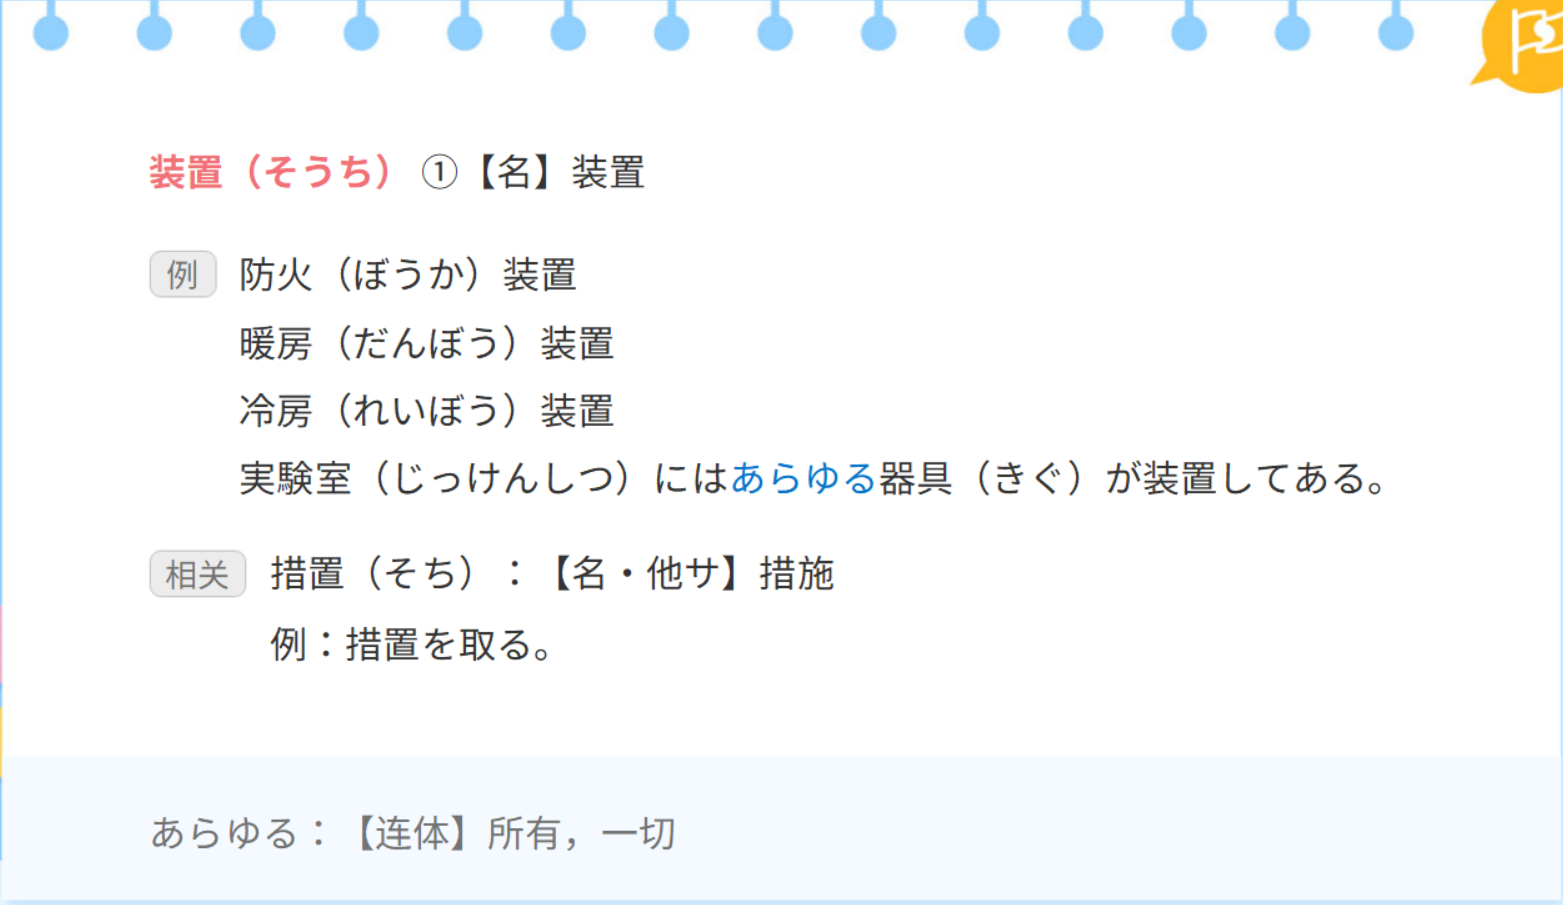 装置（そうち） ①【名】装置
例 防火（ぼうか）装置
暖房（だんぼう）装置
冷房（れいぼう）装置
実験室（じっけんしつ）にはあらゆる器具（きぐ）が装置してある。
相关 措置（そち）：【名・他サ】措施
例：措置を取る。
あらゆる：【连体】所有，一切